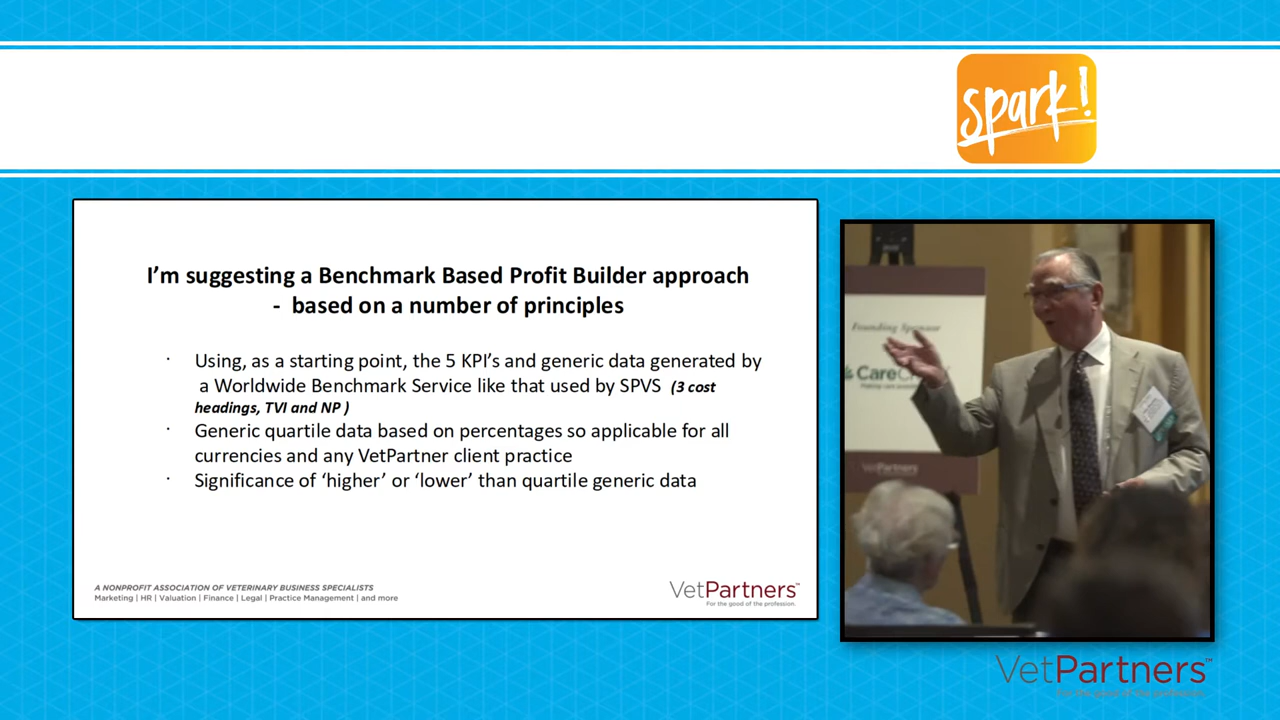 spark!
I'm suggesting a Benchmark Based Profit Builder approach
- based on a number of principles
· Using, as a starting point, the 5 KPI's and generic data generated by
a Worldwide Benchmark Service like that used by SPVS (3 cost
headings, TVI and NP )
· Generic quartile data based on percentages so applicable for all
currencies and any VetPartner client practice
· Significance of 'higher' or 'lower' than quartile generic data
A NONPROFIT ASSOCIATION OF VETERINARY BUSINESS SPECIALISTS
Marketing | HR | Valuation | Finance | Legal | Practice Management | and more
VetPartners™
For the good of the profession.
Founding Sponsor
CareC
VetPartners
VetPartners™
For the good of the profession.